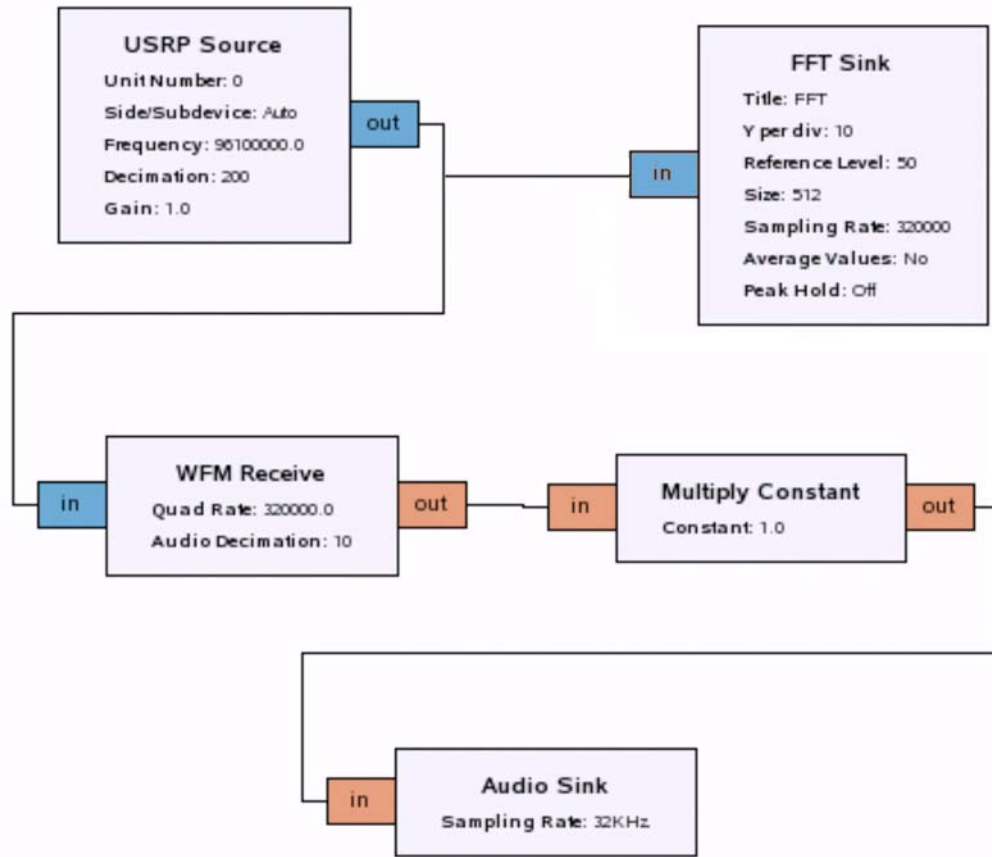 USRP Source
Unit Number: 0
Side/Subdevice: Auto
Frequency: 96100000.0
Decimation: 200
Gain: 1.0
out
in
FFT Sink
Title: FFT
Y per div: 10
Reference Level: 50
Size: 512
Sampling Rate: 320000
Average Values: No
Peak Hold: Off
in
WFM Receive
Quad Rate: 320000.0
Audio Decimation: 10
out
in
Multiply Constant
Constant: 1.0
out
in
Audio Sink
Sampling Rate: 32KHz